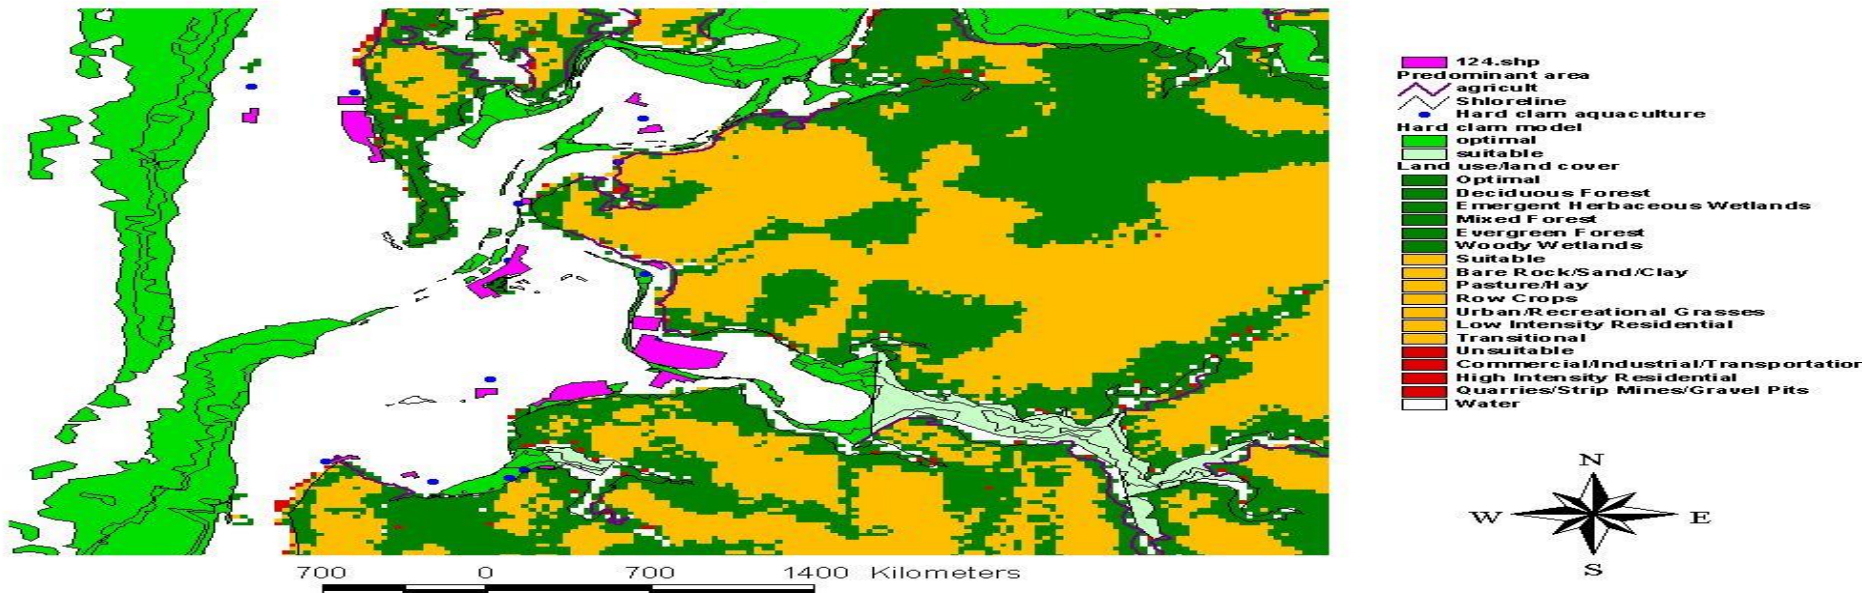 124.shp
Predominant area
agricult
Shloreline
Hard clam aquaculture
Hard clam model
optimal
suitable
Land use/land cover
Optimal
Deciduous Forest
Emergent Herbaceous Wetlands
Mixed Forest
Evergreen Forest
Woody Wetlands
Suitable
Bare Rock/Sand/Clay
Pasture/Hay
Row Crops
Urban/Recreational Grasses
Low Intensity Residential
Transitional
Unsuitable
Commercial/Industrial/Transportation
High Intensity Residential
Quarries/Strip Mines/Gravel Pits
Water
N
W E
S
700 0 700 1400 Kilometers